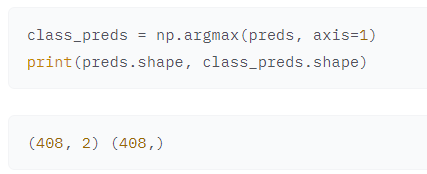 class_preds = np.argmax(preds, axis=1)
print(preds.shape, class_preds.shape)
(408, 2) (408,)